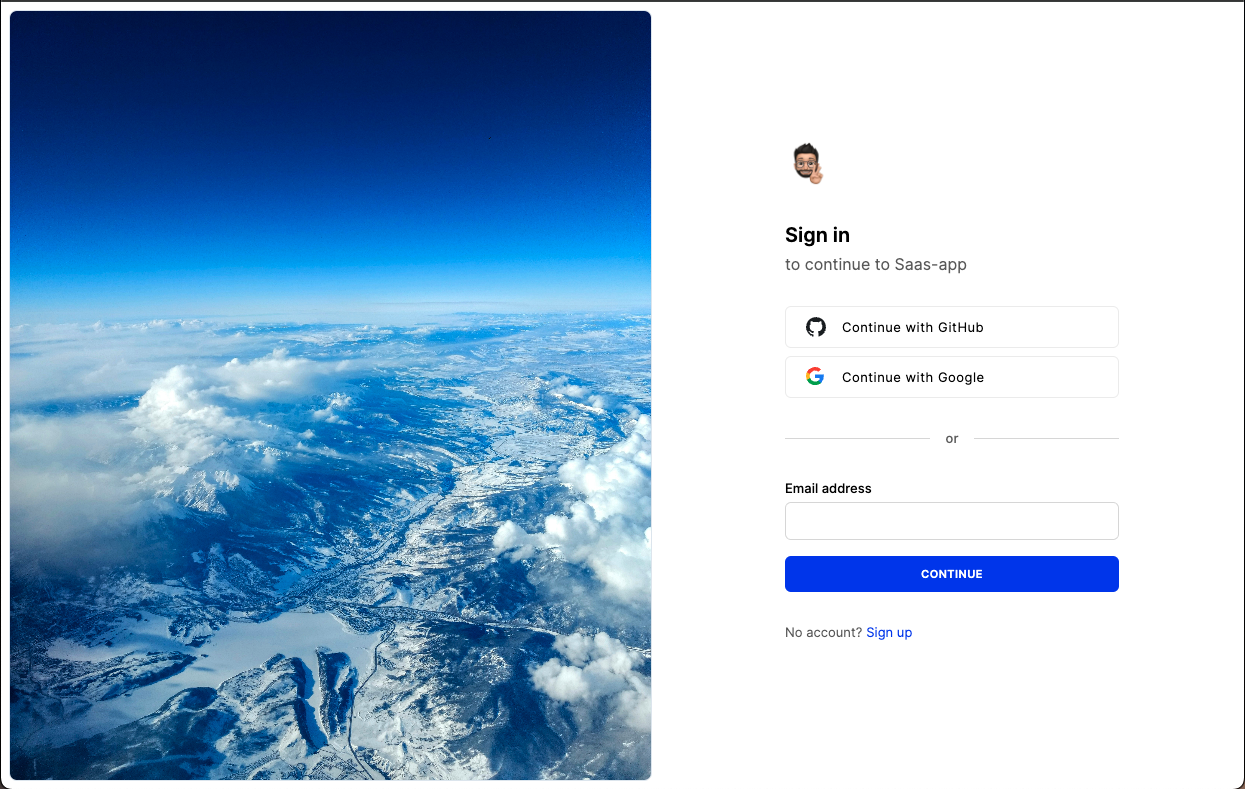 Sign in
to continue to Saas-app
Continue with GitHub
Continue with Google
or
Email address
CONTINUE
No account? Sign up